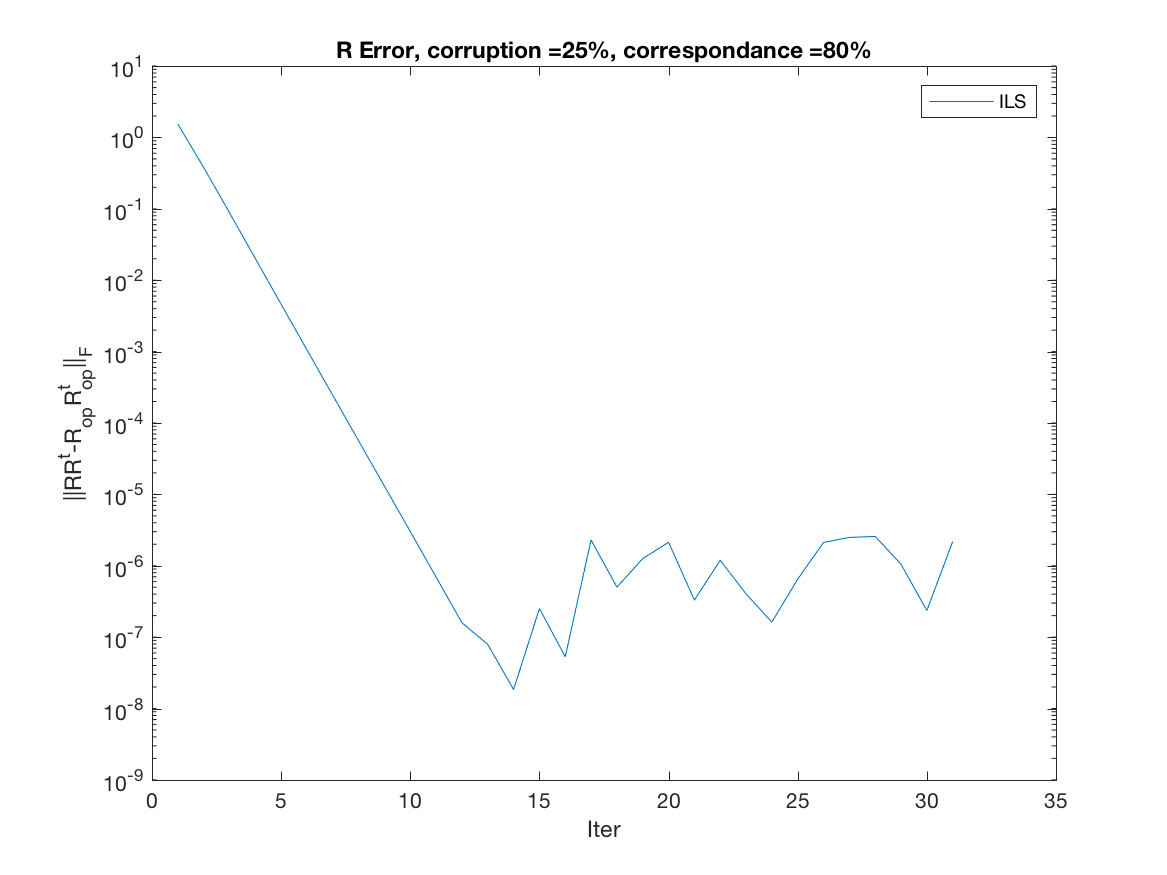 R Error, corruption =25%, correspondance =80%
ILS
10^1
10^0
10^-1
10^-2
10^-3
10^-4
10^-5
10^-6
10^-7
10^-8
10^-9
||RR^t-R_op R^t_op||_F
0 5 10 15 20 25 30 35
Iter